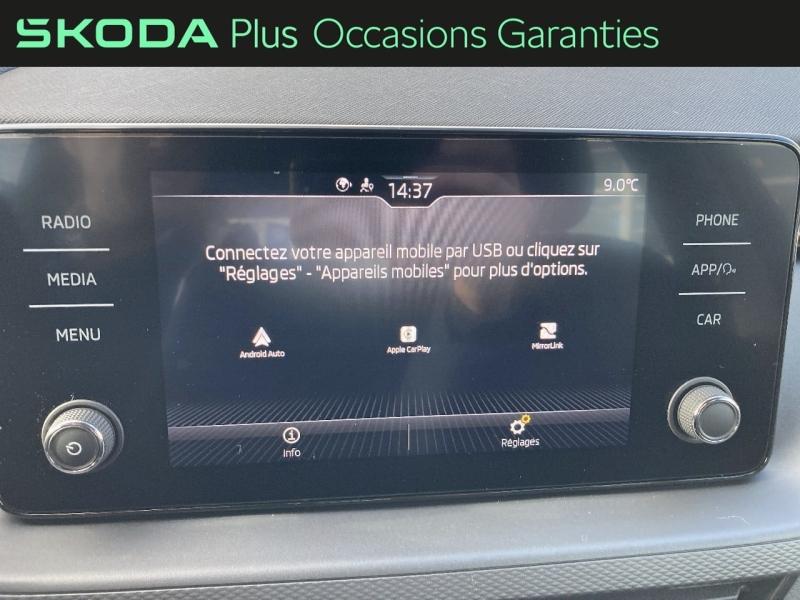 SKODA Plus Occasions Garanties
14:37
9.0°C
RADIO
MEDIA
MENU
PHONE
APP/
CAR
Connectez votre appareil mobile par USB ou cliquez sur
"Réglages" - "Appareils mobiles" pour plus d'options.
Android Auto
Apple CarPlay
MirrorLink
Info
Réglages